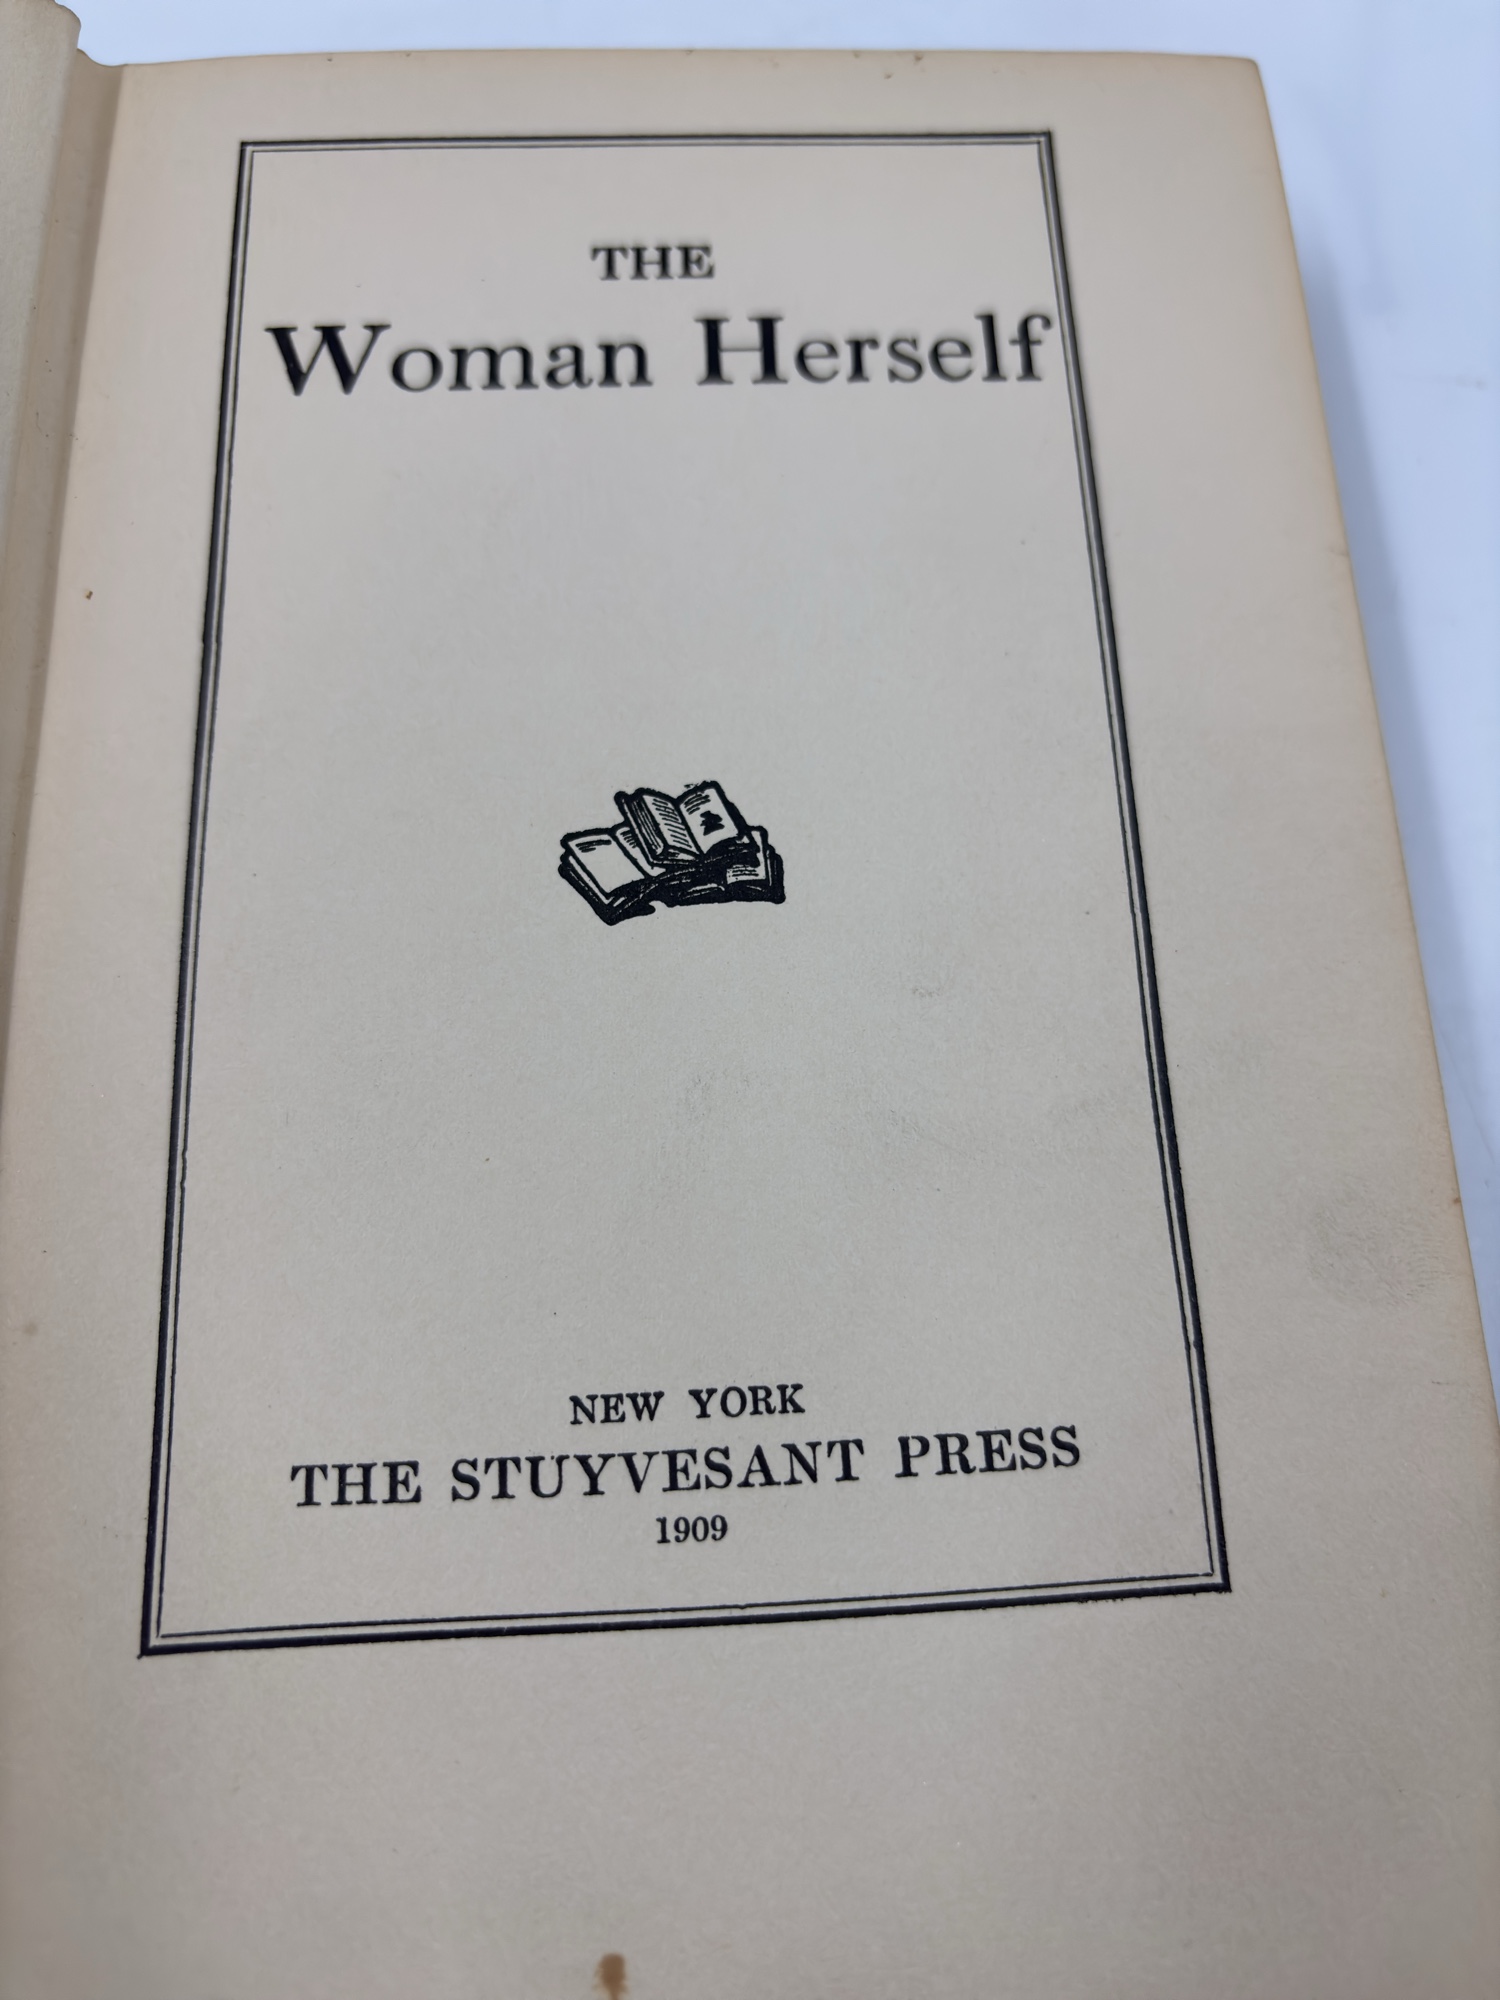 THE
Woman Herself
NEW YORK
THE STUYVESANT PRESS
1909